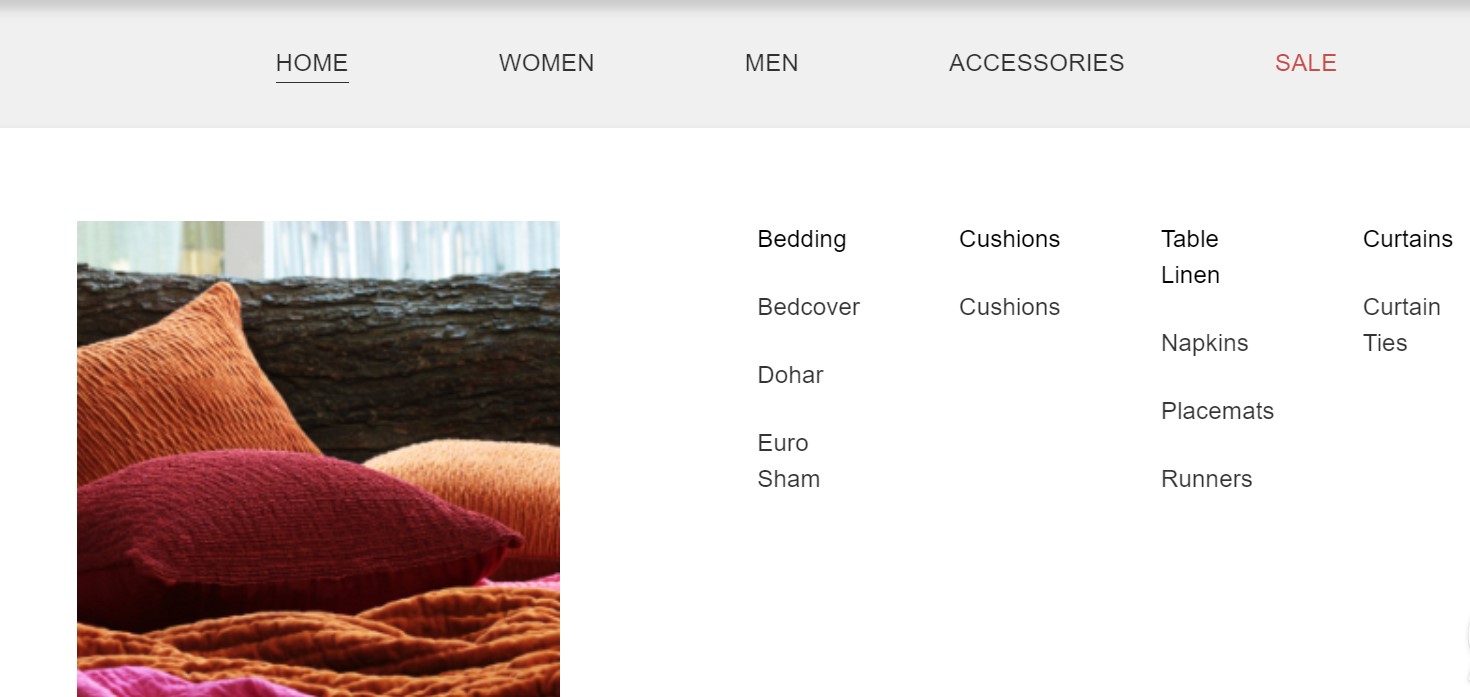 HOME
WOMEN
MEN
ACCESSORIES
SALE
Bedding
Bedcover
Dohar
Euro
Sham
Cushions
Cushions
Table
Linen
Napkins
Placemats
Runners
Curtains
Curtain
Ties